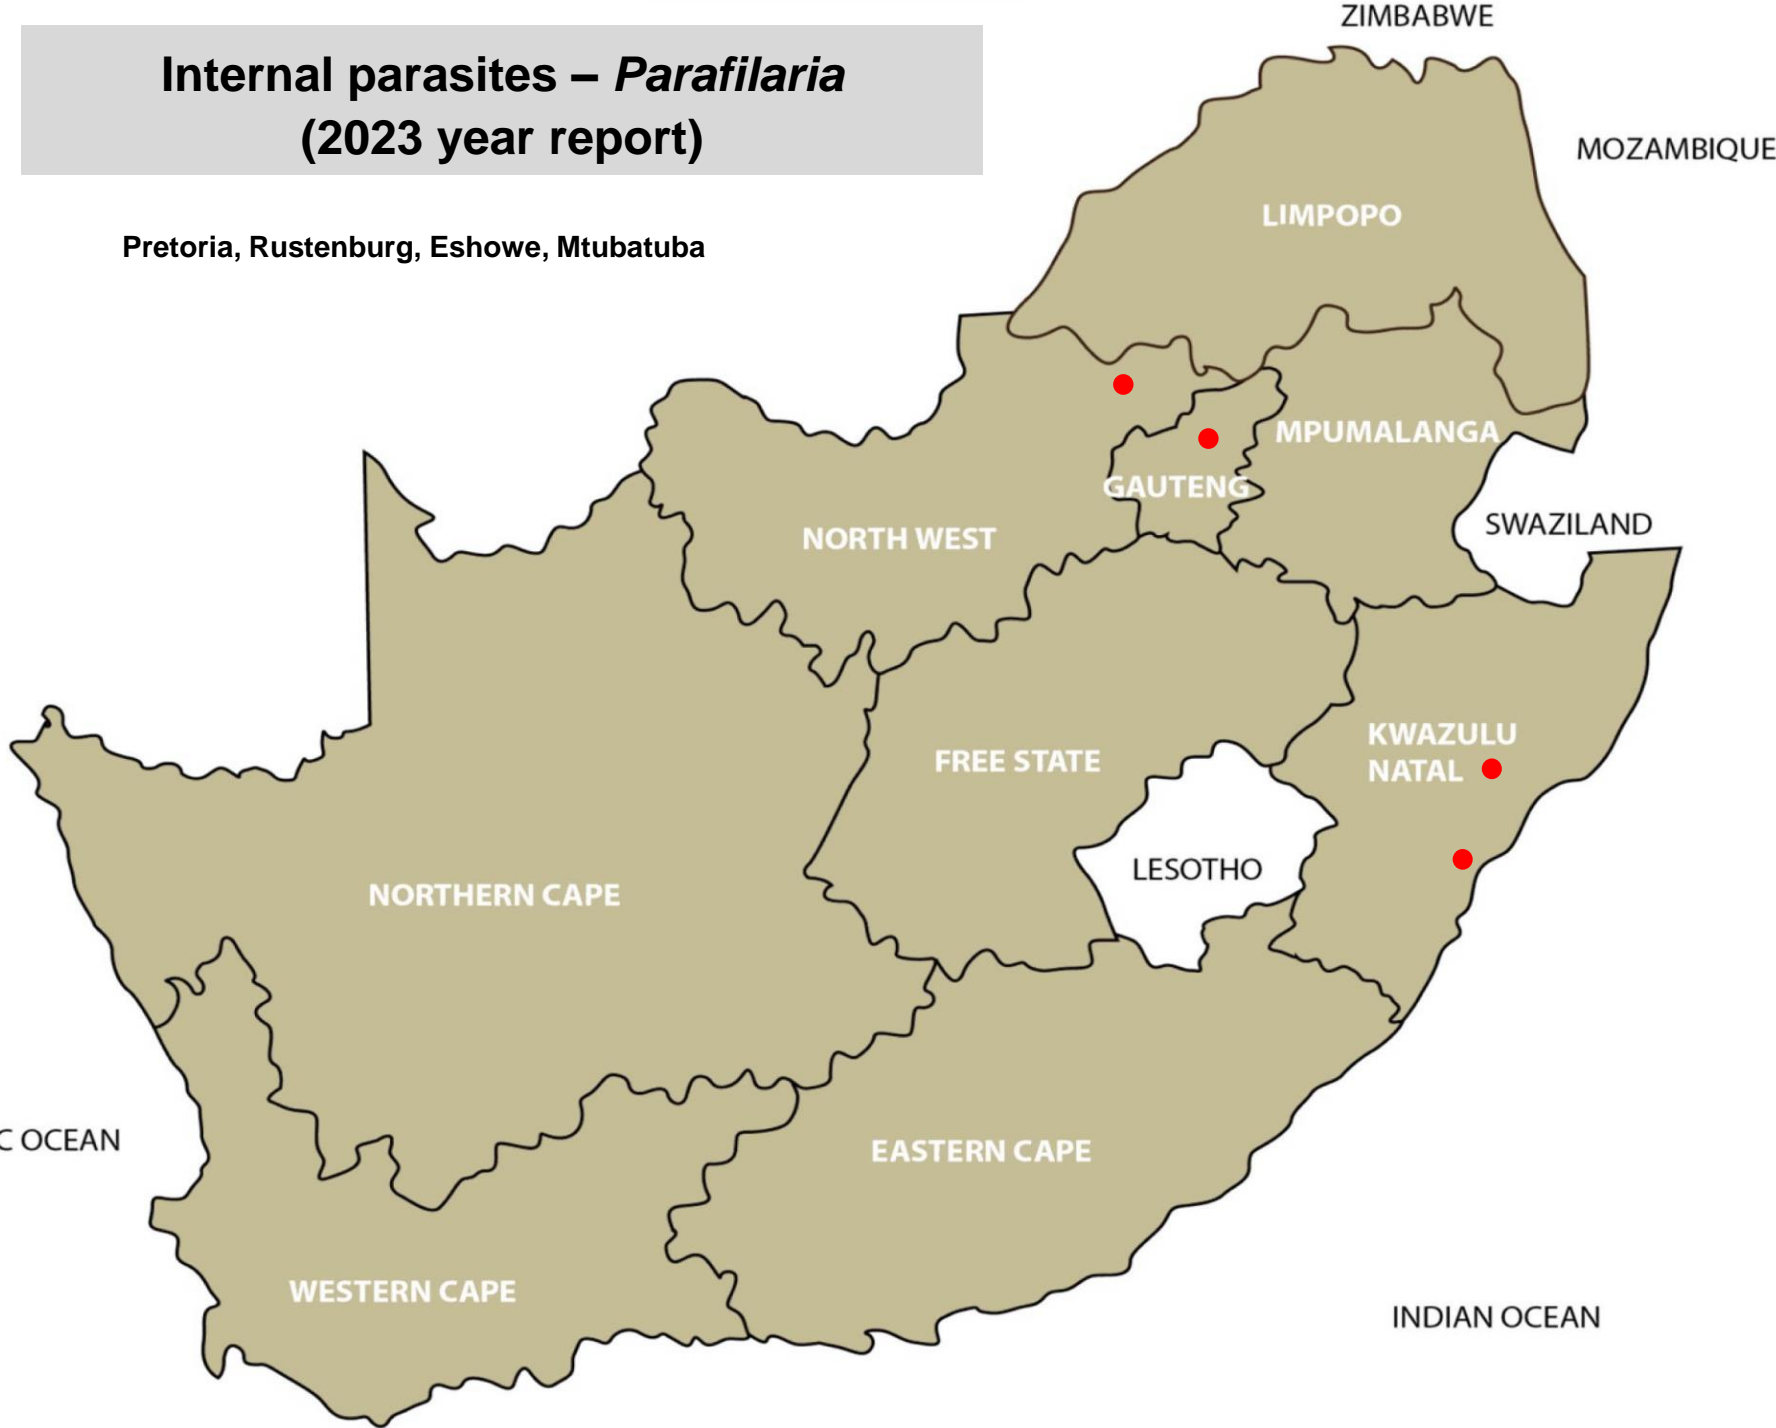 Internal parasites – Parafilaria
(2023 year report)
Pretoria, Rustenburg, Eshowe, Mtubatuba
ZIMBABWE
MOZAMBIQUE
LIMPOPO
MPUMALANGA
GAUTENG
NORTH WEST
SWAZILAND
KWAZULU
NATAL
FREE STATE
LESOTHO
NORTHERN CAPE
C OCEAN
EASTERN CAPE
WESTERN CAPE
INDIAN OCEAN